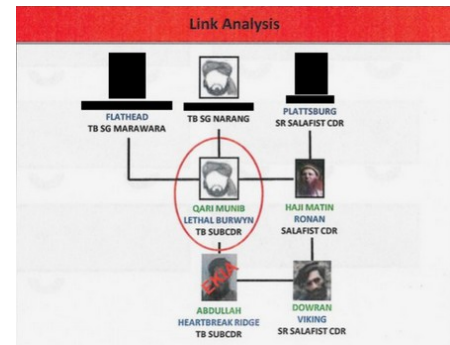 Link Analysis
FLATHEAD
TB SG MARAWARA
TB SG NARANG
PLATTSBURG
SR SALAFIST CDR
QARI MUNIB
LETHAL BURWYN
TB SUBCDR
HAJI MATIN
RONAN
SALAFIST CDR
EKIA
ABDULLAH
HEARTBREAK RIDGE
TB SUBCDR
DOWRAN
VIKING
SR SALAFIST CDR